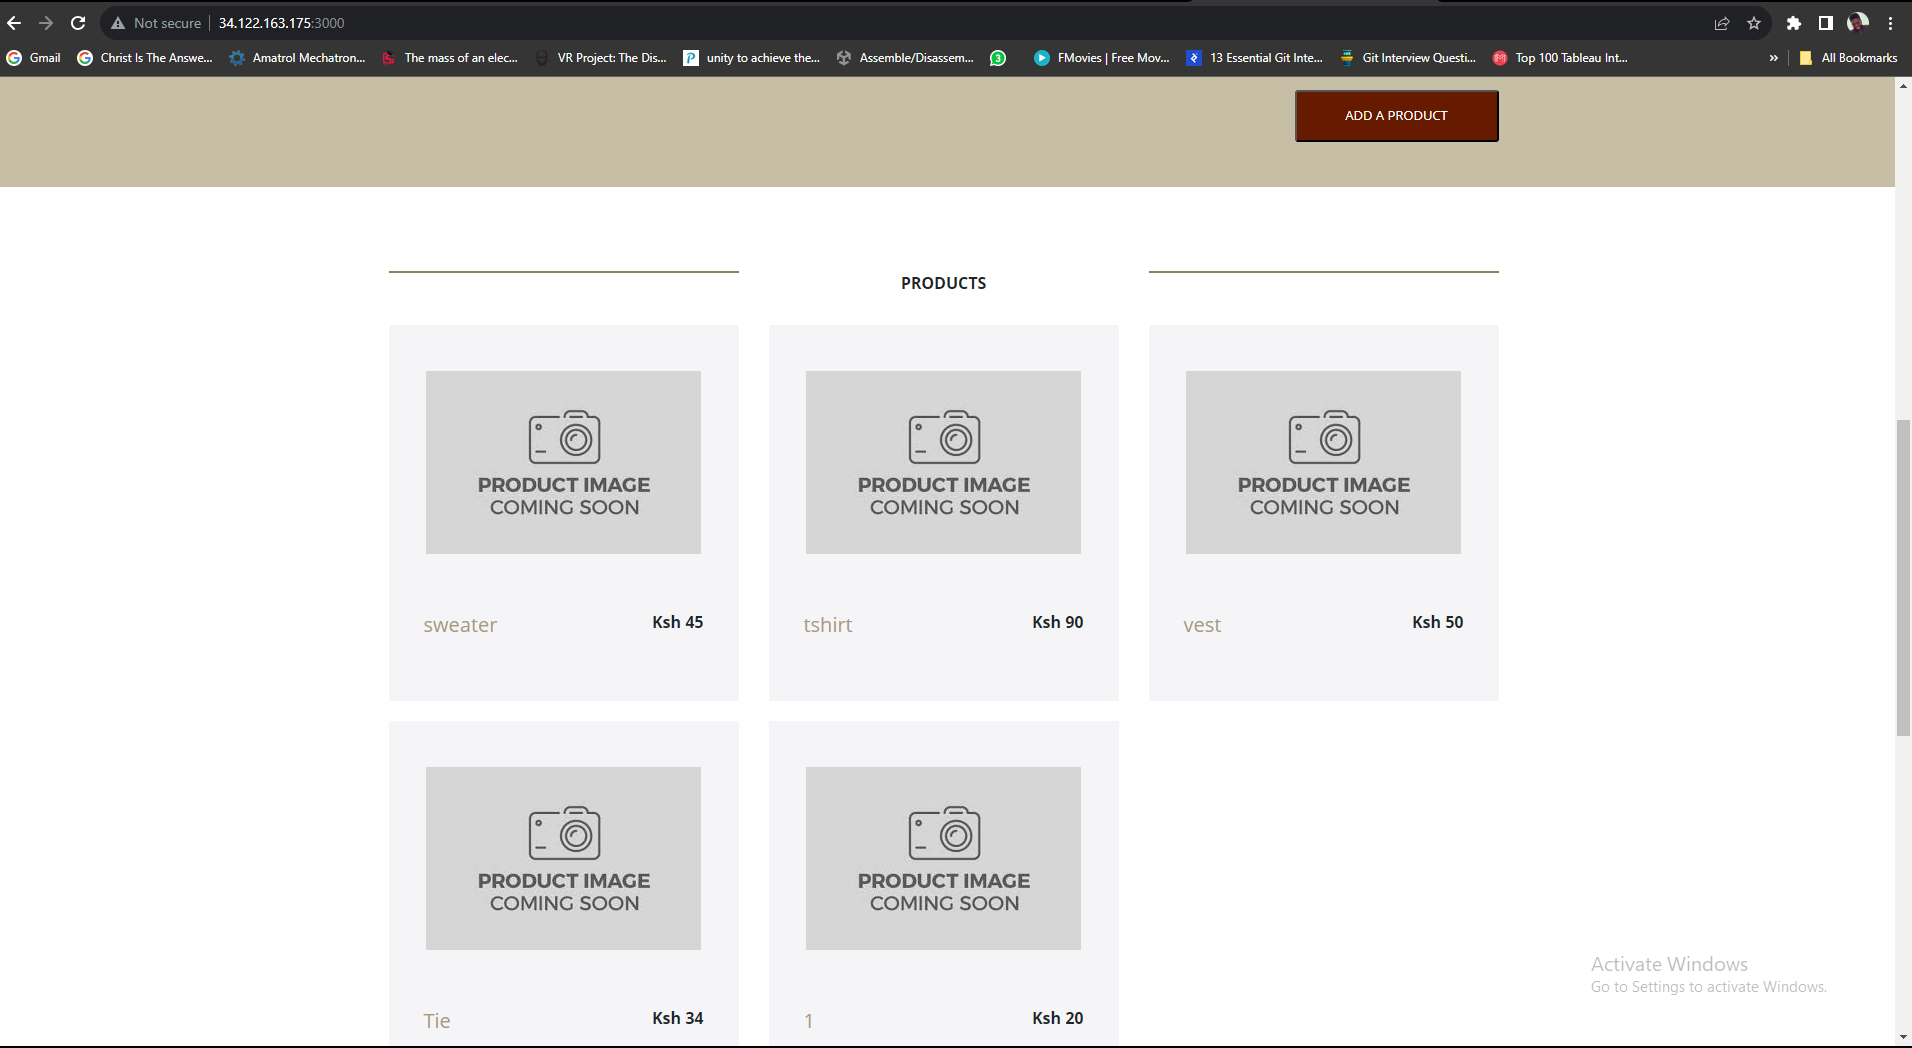 Not secure 34.122.163.175:3000
Gmail Christ Is The Answe... Amatrol Mechatron... The mass of an elec... VR Project: The Dis... unity to achieve the... Assemble/Disassem... 3 FMovies | Free Mov... 13 Essential Git Inte... Git Interview Questi... Top 100 Tableau Int... » All Bookmarks
ADD A PRODUCT
PRODUCTS
PRODUCT IMAGE
COMING SOON
sweater Ksh 45
PRODUCT IMAGE
COMING SOON
tshirt Ksh 90
PRODUCT IMAGE
COMING SOON
vest Ksh 50
PRODUCT IMAGE
COMING SOON
Tie Ksh 34
PRODUCT IMAGE
COMING SOON
1 Ksh 20
Activate Windows
Go to Settings to activate Windows.